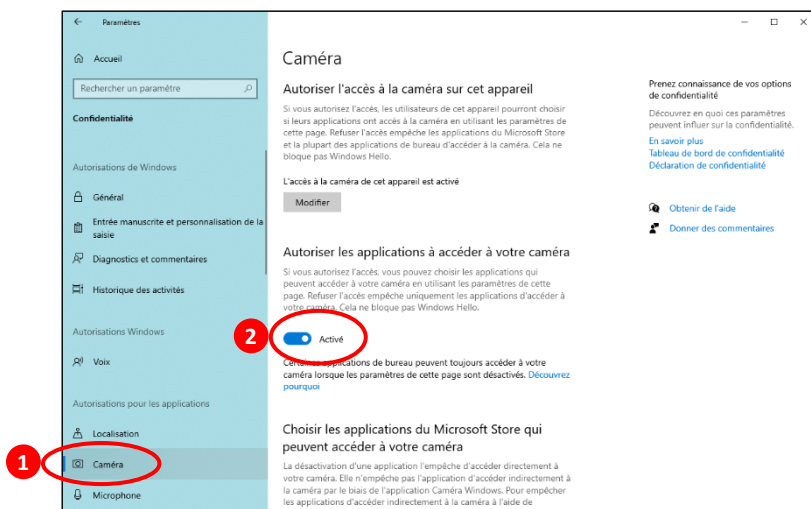 Paramètres
Accueil
Rechercher un paramètre
Confidentialité
Autorisations de Windows
Général
Entrée manuscrite et personnalisation de la
saisie
Diagnostics et commentaires
Historique des activités
Autorisations Windows
Voix
Autorisations pour les applications
Localisation
1
Caméra
Microphone
Caméra
Autoriser l'accès à la caméra sur cet appareil
Si vous autorisez l'accès, les utilisateurs de cet appareil pourront choisir
si leurs applications ont accès à la caméra en utilisant les paramètres de
cette page. Refuser l'accès empêche les applications du Microsoft Store
et la plupart des applications de bureau d'accéder à la caméra. Cela ne
bloque pas Windows Hello.
L'accès à la caméra de cet appareil est activé
Modifier
Autoriser les applications à accéder à votre caméra
Si vous autorisez l'accès, vous pouvez choisir les applications qui
peuvent accéder à votre caméra en utilisant les paramètres de cette
page. Refuser l'accès empêche uniquement les applications d'accéder à
votre caméra. Cela ne bloque pas Windows Hello.
2
Activé
Certaines applications de bureau peuvent toujours accéder à votre
caméra lorsque les paramètres de cette page sont désactivés. Découvrez
pourquoi
Choisir les applications du Microsoft Store qui
peuvent accéder à votre caméra
La désactivation d'une application l'empêche d'accéder directement à
votre caméra. Elle n'empêche pas l'application d'accéder indirectement à
la caméra par le biais de l'application Caméra Windows. Pour empêcher
les applications d'accéder indirectement à la caméra à l'aide de
Prenez connaissance de vos options
de confidentialité
Découvrez en quoi ces paramètres
peuvent influer sur la confidentialité.
En savoir plus
Tableau de bord de confidentialité
Déclaration de confidentialité
Obtenir de l'aide
Donner des commentaires